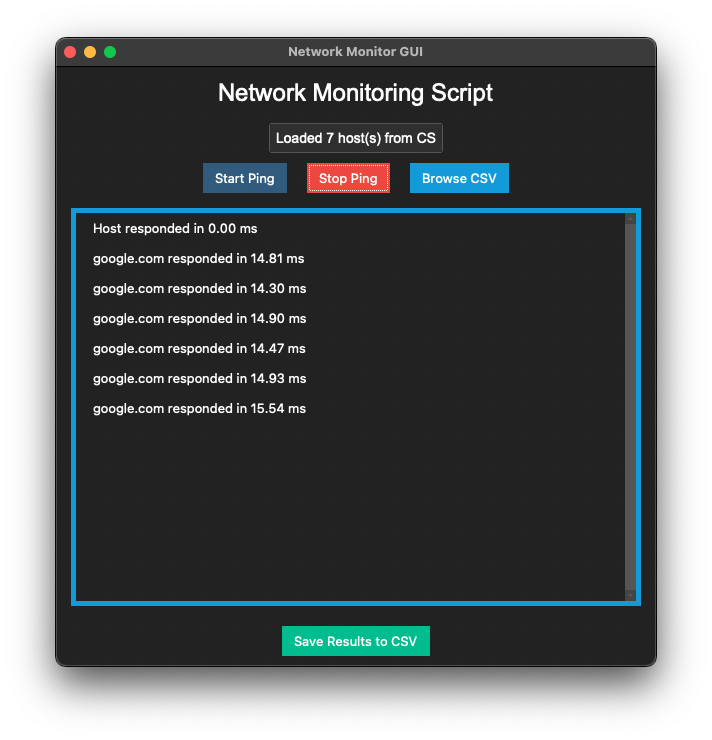 Network Monitor GUI
Network Monitoring Script
Loaded 7 host(s) from CS
Start Ping Stop Ping Browse CSV
Host responded in 0.00 ms
google.com responded in 14.81 ms
google.com responded in 14.30 ms
google.com responded in 14.90 ms
google.com responded in 14.47 ms
google.com responded in 14.93 ms
google.com responded in 15.54 ms
Save Results to CSV